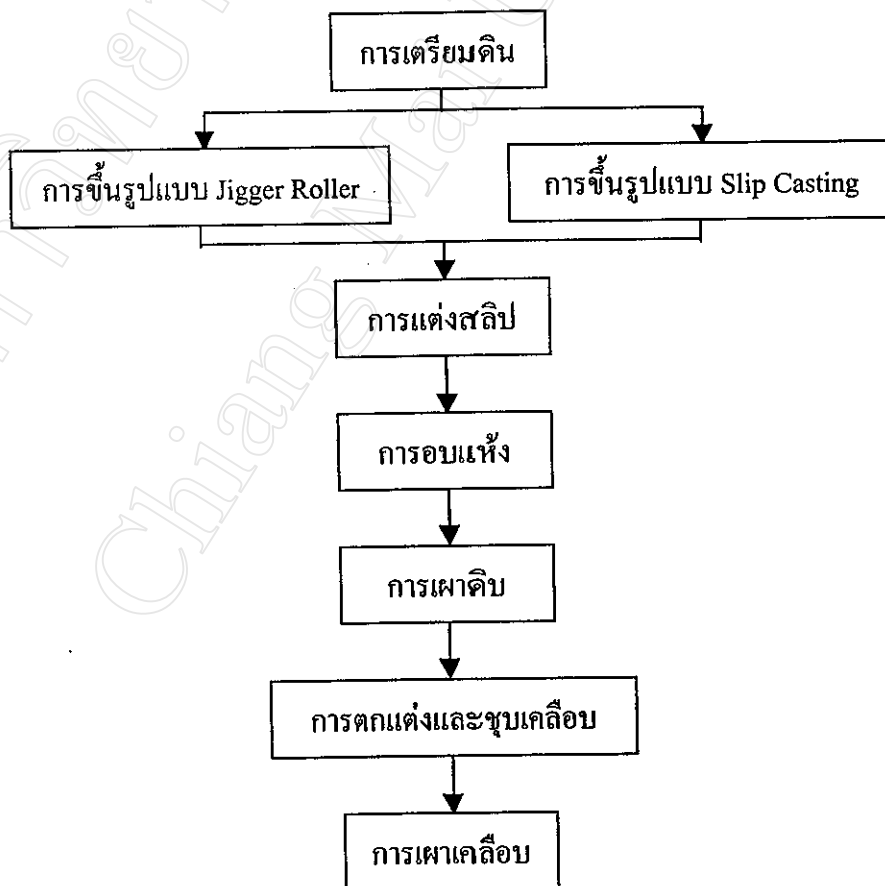 การเตรียมดิน
การขึ้นรูปแบบ Jigger Roller
การขึ้นรูปแบบ Slip Casting
การแต่งสลิป
การอบแห้ง
การเผาดิบ
การตกแต่งและชุบเคลือบ
การเผาเคลือบ
Chiang Mai